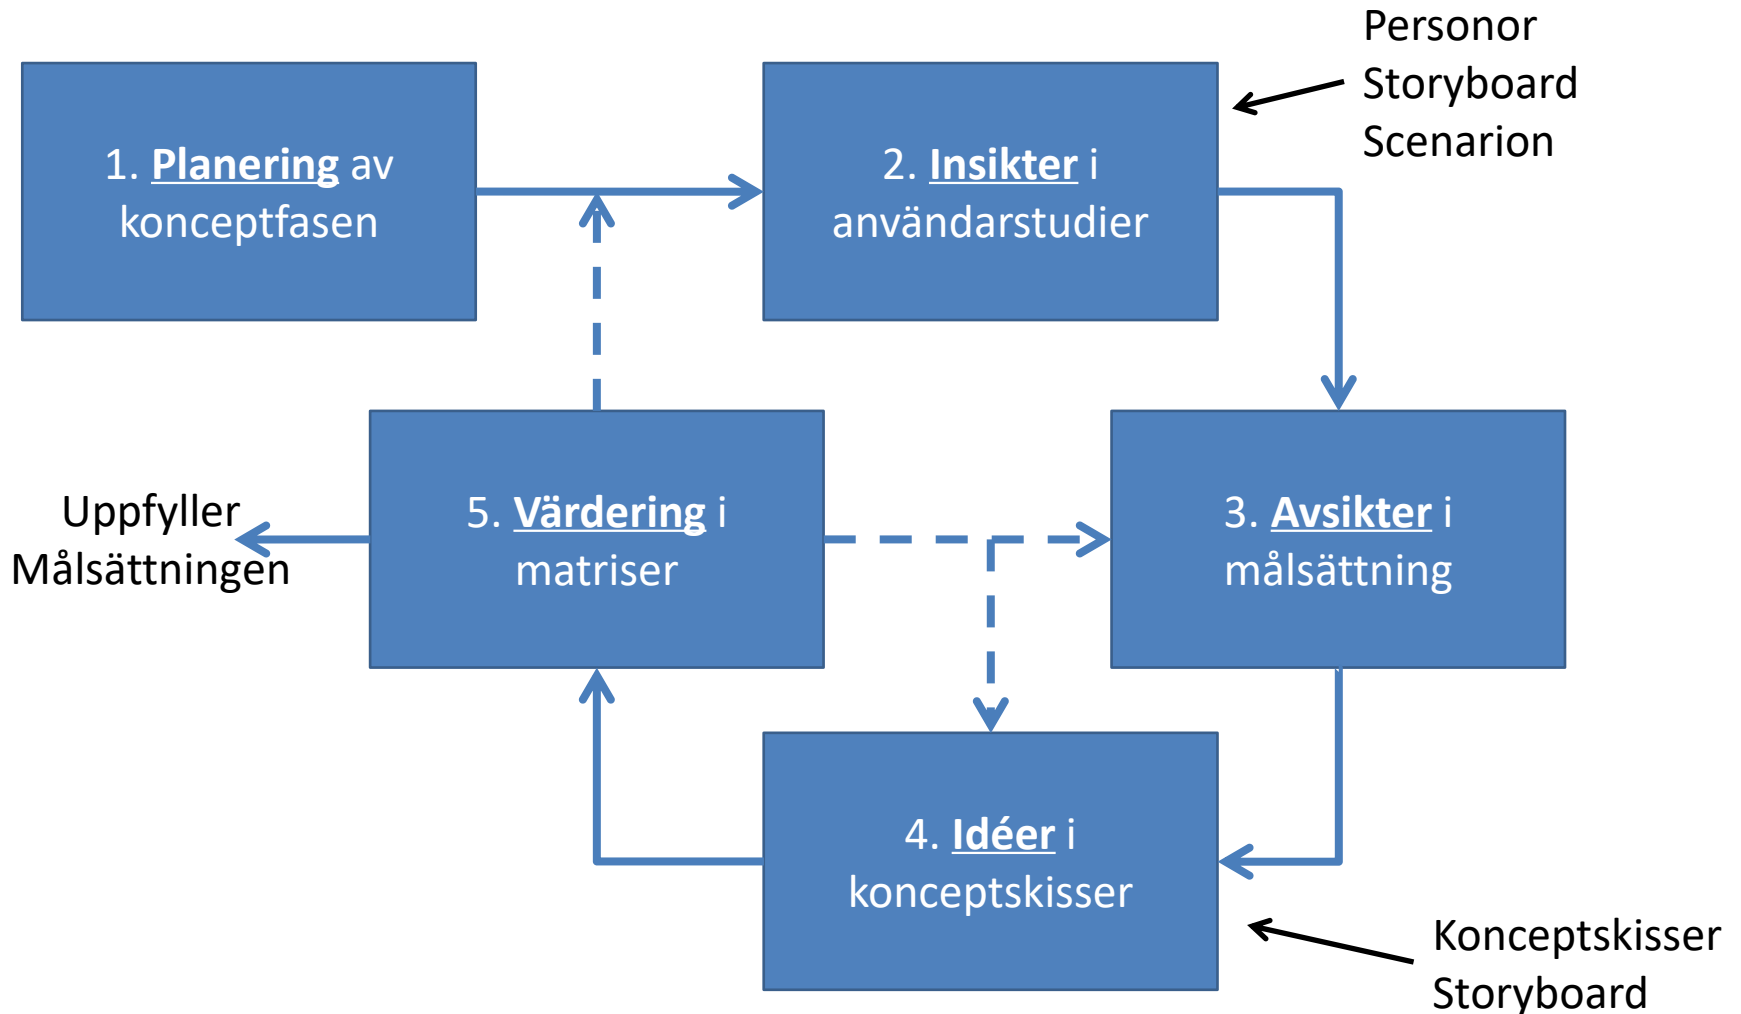 Personor
Storyboard
Scenarion
1. Planering av
konceptfasen
2. Insikter i
användarstudier
Uppfyller
Målsättningen
5. Värdering i
matriser
3. Avsikter i
målsättning
4. Idéer i
konceptskisser
Konceptskisser
Storyboard